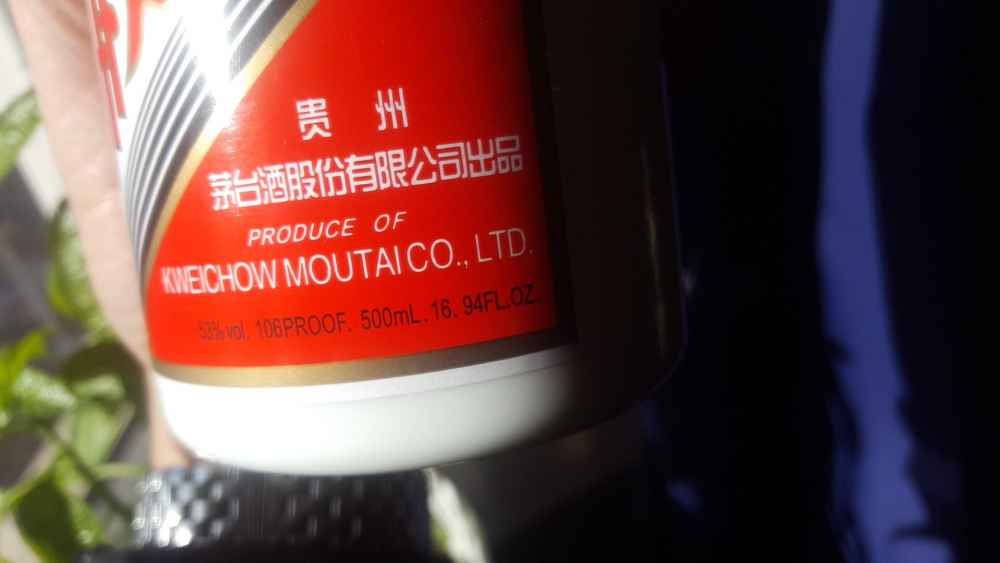 贵州
茅台酒股份有限公司出品
PRODUCE OF
KWEICHOW MOUTAI CO., LTD.
53% vol. 106PROOF. 500mL. 16. 94FL.OZ.